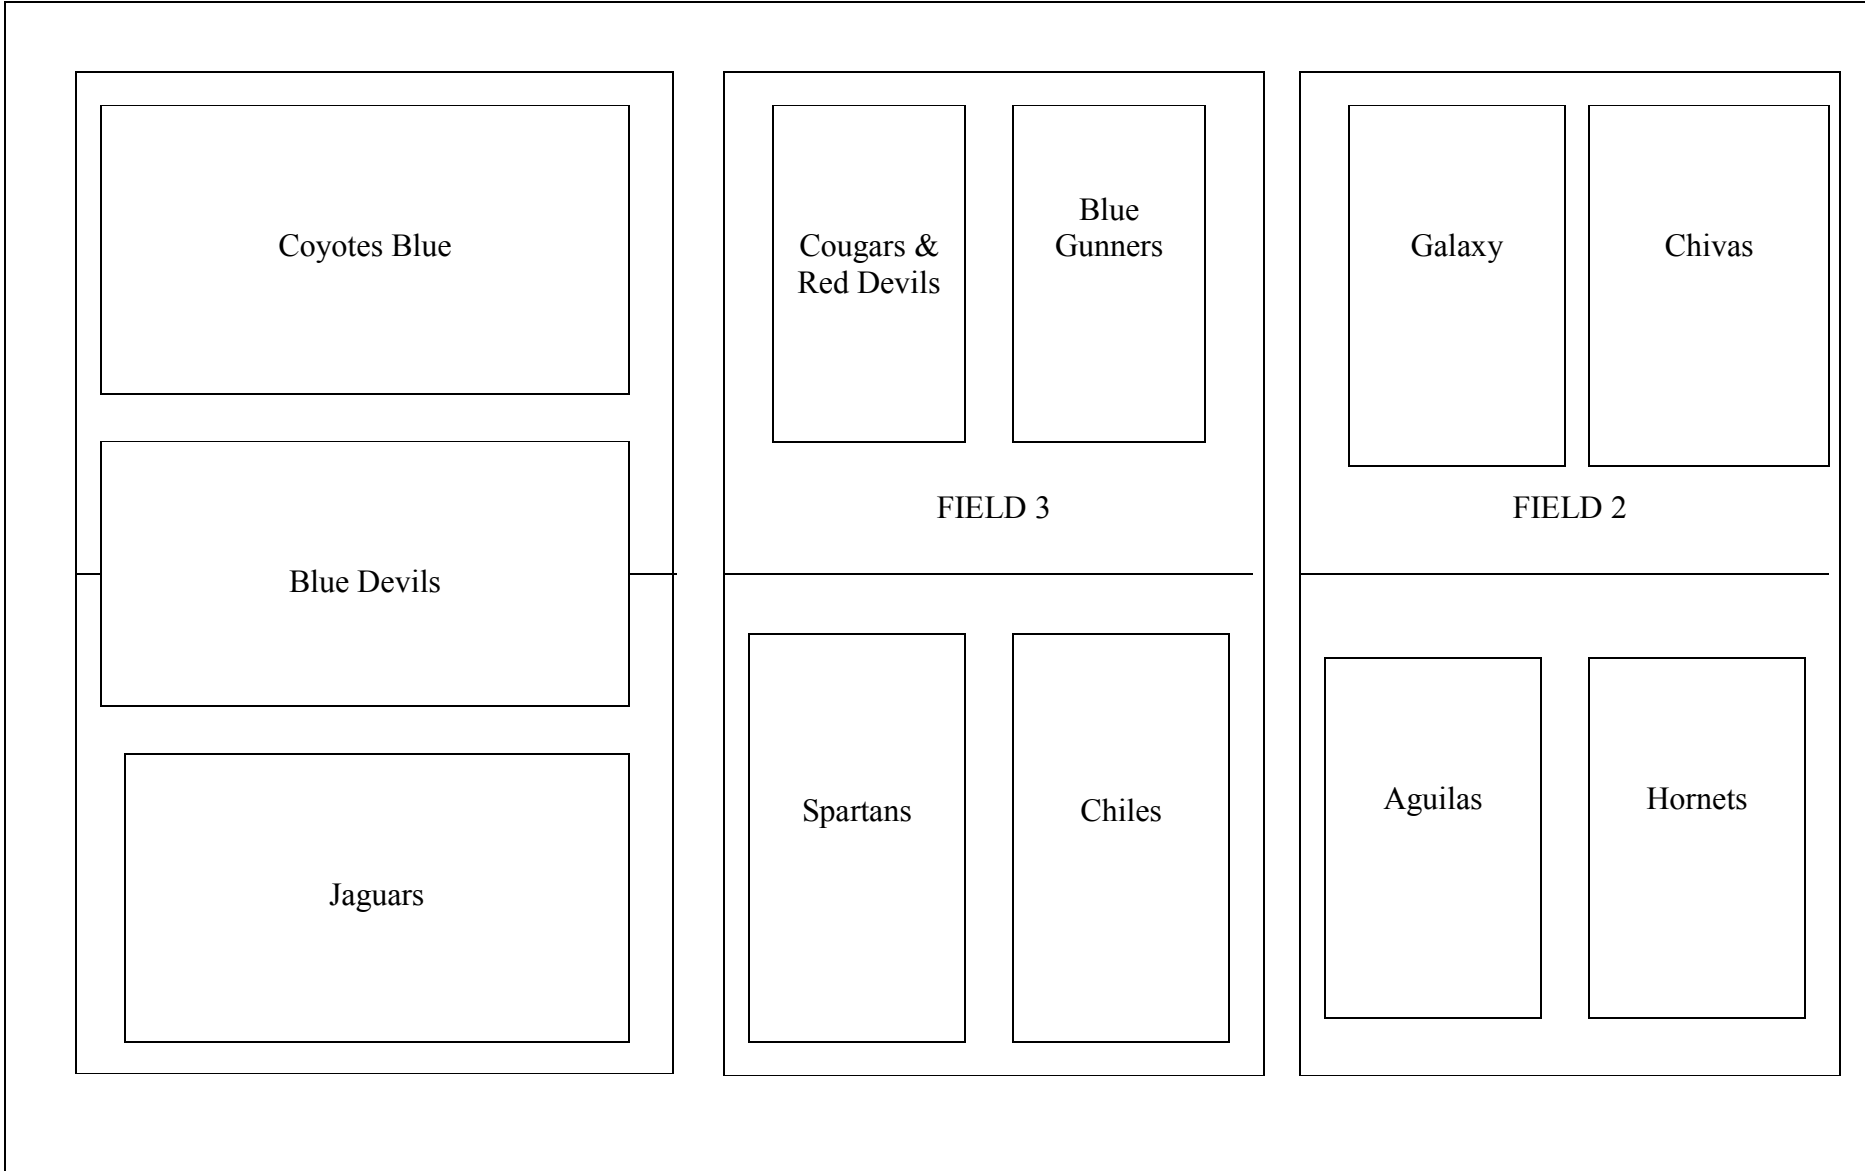 Coyotes Blue
Blue Devils
Jaguars
Cougars &
Red Devils
Blue
Gunners
FIELD 3
Spartans
Chiles
Galaxy
Chivas
FIELD 2
Aguilas
Hornets